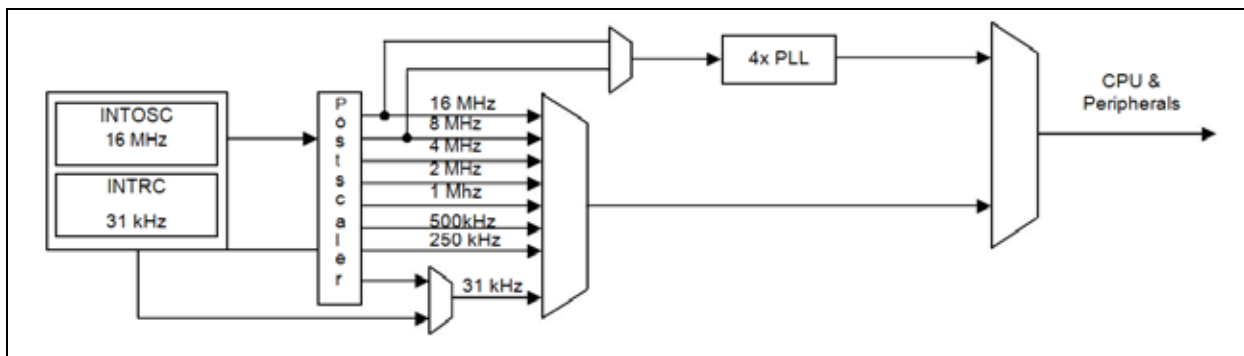 4x PLL
CPU &
Peripherals
INTOSC
16 MHz
INTRC
31 kHz
Postscaler
16 MHz
8 MHz
4 MHz
2 MHz
1 Mhz
500kHz
250 kHz
31 kHz